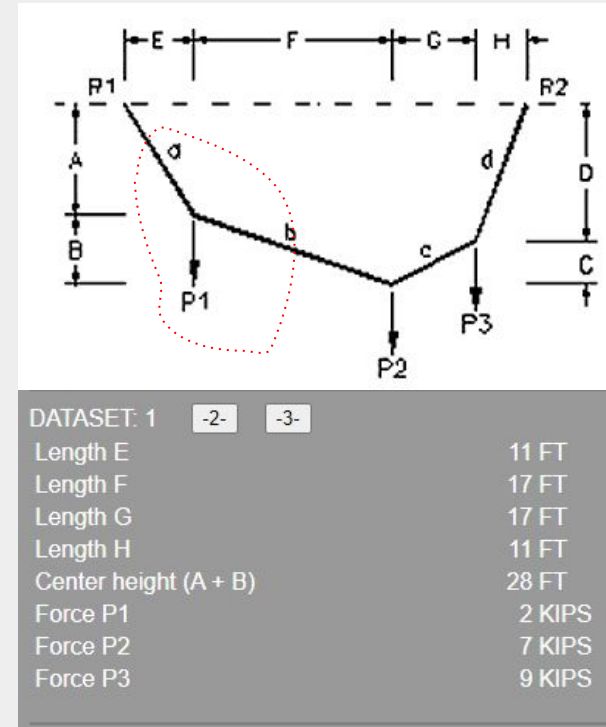 E F G H
R1 R2
a d
A D
b
B c C
P1
P3
P2
DATASET: 1 -2- -3-
Length E 11 FT
Length F 17 FT
Length G 17 FT
Length H 11 FT
Center height (A + B) 28 FT
Force P1 2 KIPS
Force P2 7 KIPS
Force P3 9 KIPS